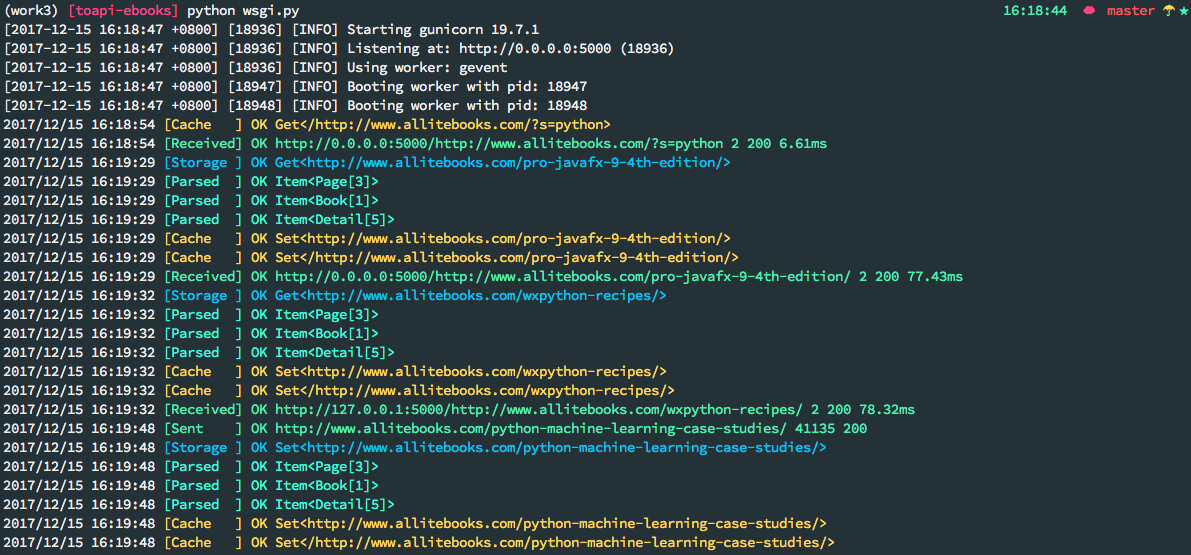 (work3) [toapi-ebooks] python wsgi.py 16:18:44 master
[2017-12-15 16:18:47 +0800] [18936] [INFO] Starting gunicorn 19.7.1
[2017-12-15 16:18:47 +0800] [18936] [INFO] Listening at: http://0.0.0.0:5000 (18936)
[2017-12-15 16:18:47 +0800] [18936] [INFO] Using worker: gevent
[2017-12-15 16:18:47 +0800] [18947] [INFO] Booting worker with pid: 18947
[2017-12-15 16:18:47 +0800] [18948] [INFO] Booting worker with pid: 18948
2017/12/15 16:18:54 [Cache   ] OK Get</http://www.allitebooks.com/?s=python>
2017/12/15 16:18:54 [Received] OK http://0.0.0.0:5000/http://www.allitebooks.com/?s=python 2 200 6.61ms
2017/12/15 16:19:29 [Storage ] OK Get<http://www.allitebooks.com/pro-javafx-9-4th-edition/>
2017/12/15 16:19:29 [Parsed  ] OK Item<Page[3]>
2017/12/15 16:19:29 [Parsed  ] OK Item<Book[1]>
2017/12/15 16:19:29 [Parsed  ] OK Item<Detail[5]>
2017/12/15 16:19:29 [Cache   ] OK Set<http://www.allitebooks.com/pro-javafx-9-4th-edition/>
2017/12/15 16:19:29 [Cache   ] OK Set</http://www.allitebooks.com/pro-javafx-9-4th-edition/>
2017/12/15 16:19:29 [Received] OK http://0.0.0.0:5000/http://www.allitebooks.com/pro-javafx-9-4th-edition/ 2 200 77.43ms
2017/12/15 16:19:32 [Storage ] OK Get<http://www.allitebooks.com/wxpython-recipes/>
2017/12/15 16:19:32 [Parsed  ] OK Item<Page[3]>
2017/12/15 16:19:32 [Parsed  ] OK Item<Book[1]>
2017/12/15 16:19:32 [Parsed  ] OK Item<Detail[5]>
2017/12/15 16:19:32 [Cache   ] OK Set<http://www.allitebooks.com/wxpython-recipes/>
2017/12/15 16:19:32 [Cache   ] OK Set</http://www.allitebooks.com/wxpython-recipes/>
2017/12/15 16:19:32 [Received] OK http://127.0.0.1:5000/http://www.allitebooks.com/wxpython-recipes/ 2 200 78.32ms
2017/12/15 16:19:48 [Sent    ] OK http://www.allitebooks.com/python-machine-learning-case-studies/ 41135 200
2017/12/15 16:19:48 [Storage ] OK Set<http://www.allitebooks.com/python-machine-learning-case-studies/>
2017/12/15 16:19:48 [Parsed  ] OK Item<Page[3]>
2017/12/15 16:19:48 [Parsed  ] OK Item<Book[1]>
2017/12/15 16:19:48 [Parsed  ] OK Item<Detail[5]>
2017/12/15 16:19:48 [Cache   ] OK Set<http://www.allitebooks.com/python-machine-learning-case-studies/>
2017/12/15 16:19:48 [Cache   ] OK Set</http://www.allitebooks.com/python-machine-learning-case-studies/>